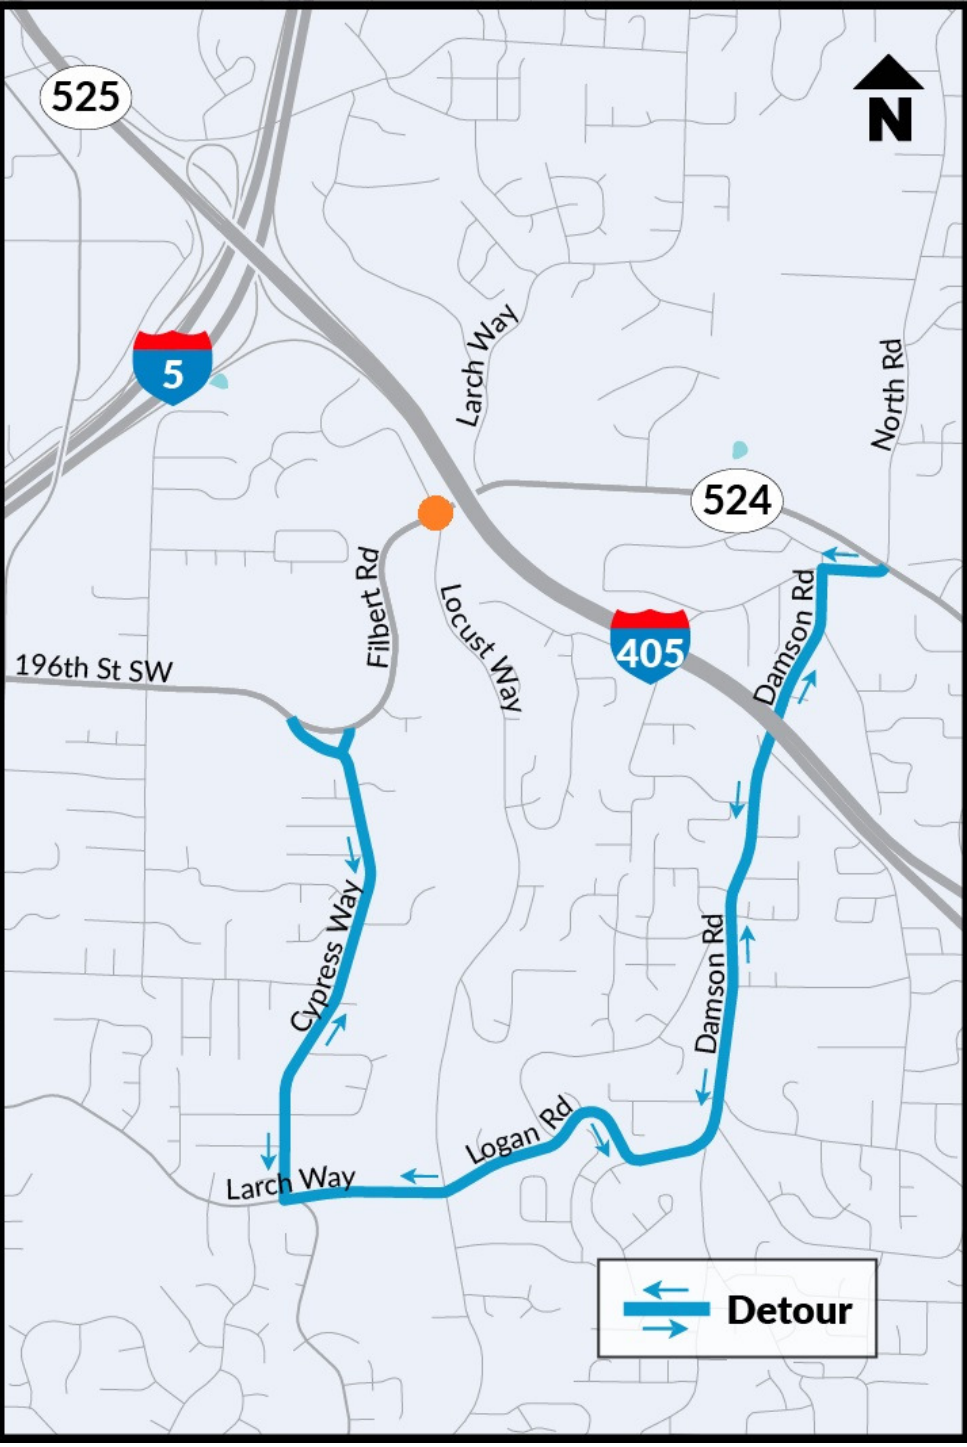 525
N
Larch Way
5
North Rd
524
Filbert Rd
Damson Rd
Locust Way
405
196th St SW
Cypress Way
Damson Rd
Logan Rd
Larch Way
Detour